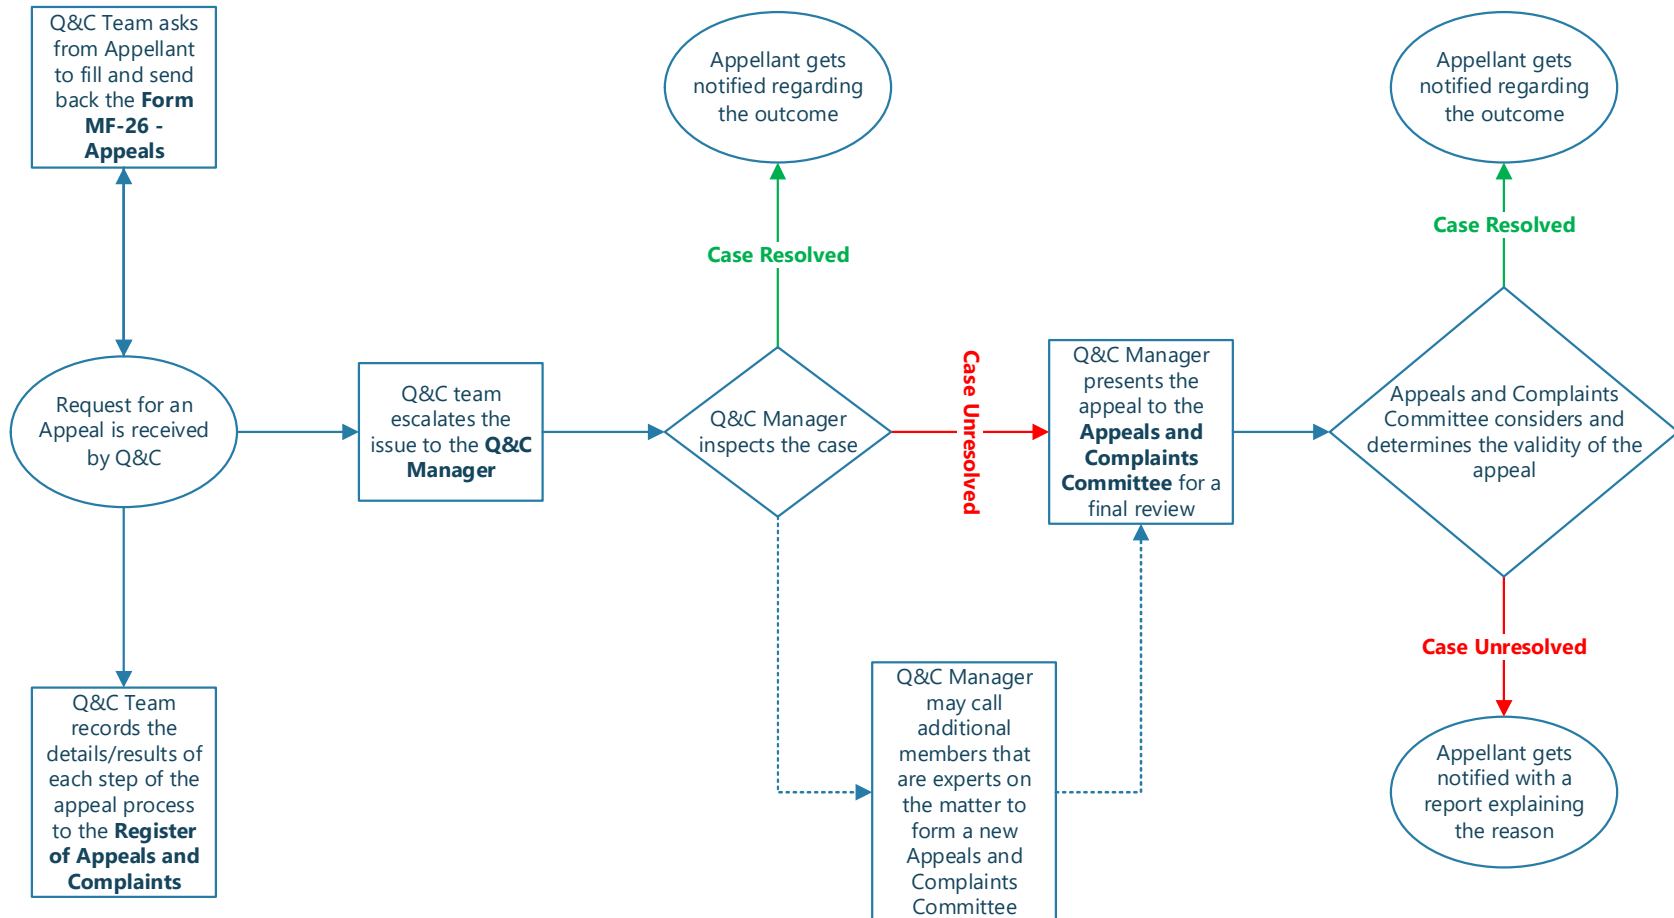 Q&C Team asks
from Appellant
to fill and send
back the Form
MF-26 -
Appeals
Appellant gets
notified regarding
the outcome
Appellant gets
notified regarding
the outcome
Case Resolved
Case Resolved
Request for an
Appeal is received
by Q&C
Q&C team
escalates the
issue to the Q&C
Manager
Q&C Manager
inspects the case
Case Unresolved
Q&C Manager
presents the
appeal to the
Appeals and
Complaints
Committee for a
final review
Appeals and Complaints
Committee considers and
determines the validity of the
appeal
Case Unresolved
Q&C Team
records the
details/results of
each step of the
appeal process
to the Register
of Appeals and
Complaints
Q&C Manager
may call
additional
members that
are experts on
the matter to
form a new
Appeals and
Complaints
Committee
Appellant gets
notified with a
report explaining
the reason